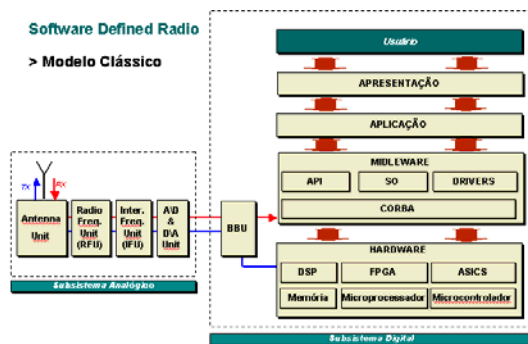 Software Defined Radio
> Modelo Clássico
Usuário
APRESENTAÇÃO
APLICAÇÃO
MIDLEWARE
API
SO
DRIVERS
CORBA
TX
RX
Antenna
Unit
Radio
Freq.
Unit
(RFU)
Inter.
Freq.
Unit
(IFU)
A\D
&
D\A
Unit
BBU
HARDWARE
DSP
FPGA
ASICS
Memória
Microprocessador
Microcontrolador
Subsistema Analógico
Subsistema Digital